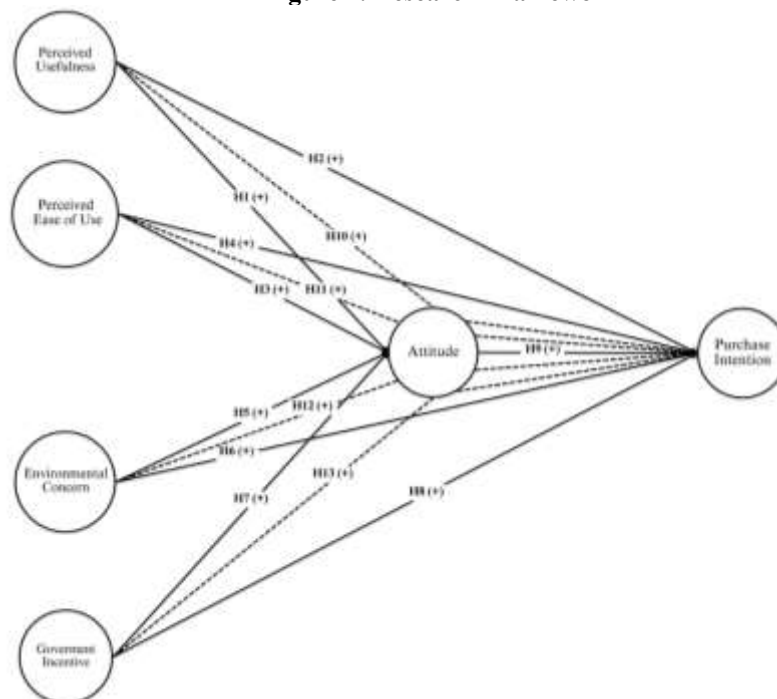 Perceived
Usefulness
H2 (+)
H1 (+)
Perceived
Ease of Use
H10 (+)
H4 (+)
H11 (+)
H3 (+)
Attitude
H9 (+)
Purchase
Intention
H5 (+)
H12 (+)
H6 (+)
Environmental
Concern
H13 (+)
H7 (+)
H8 (+)
Goverment
Incentive